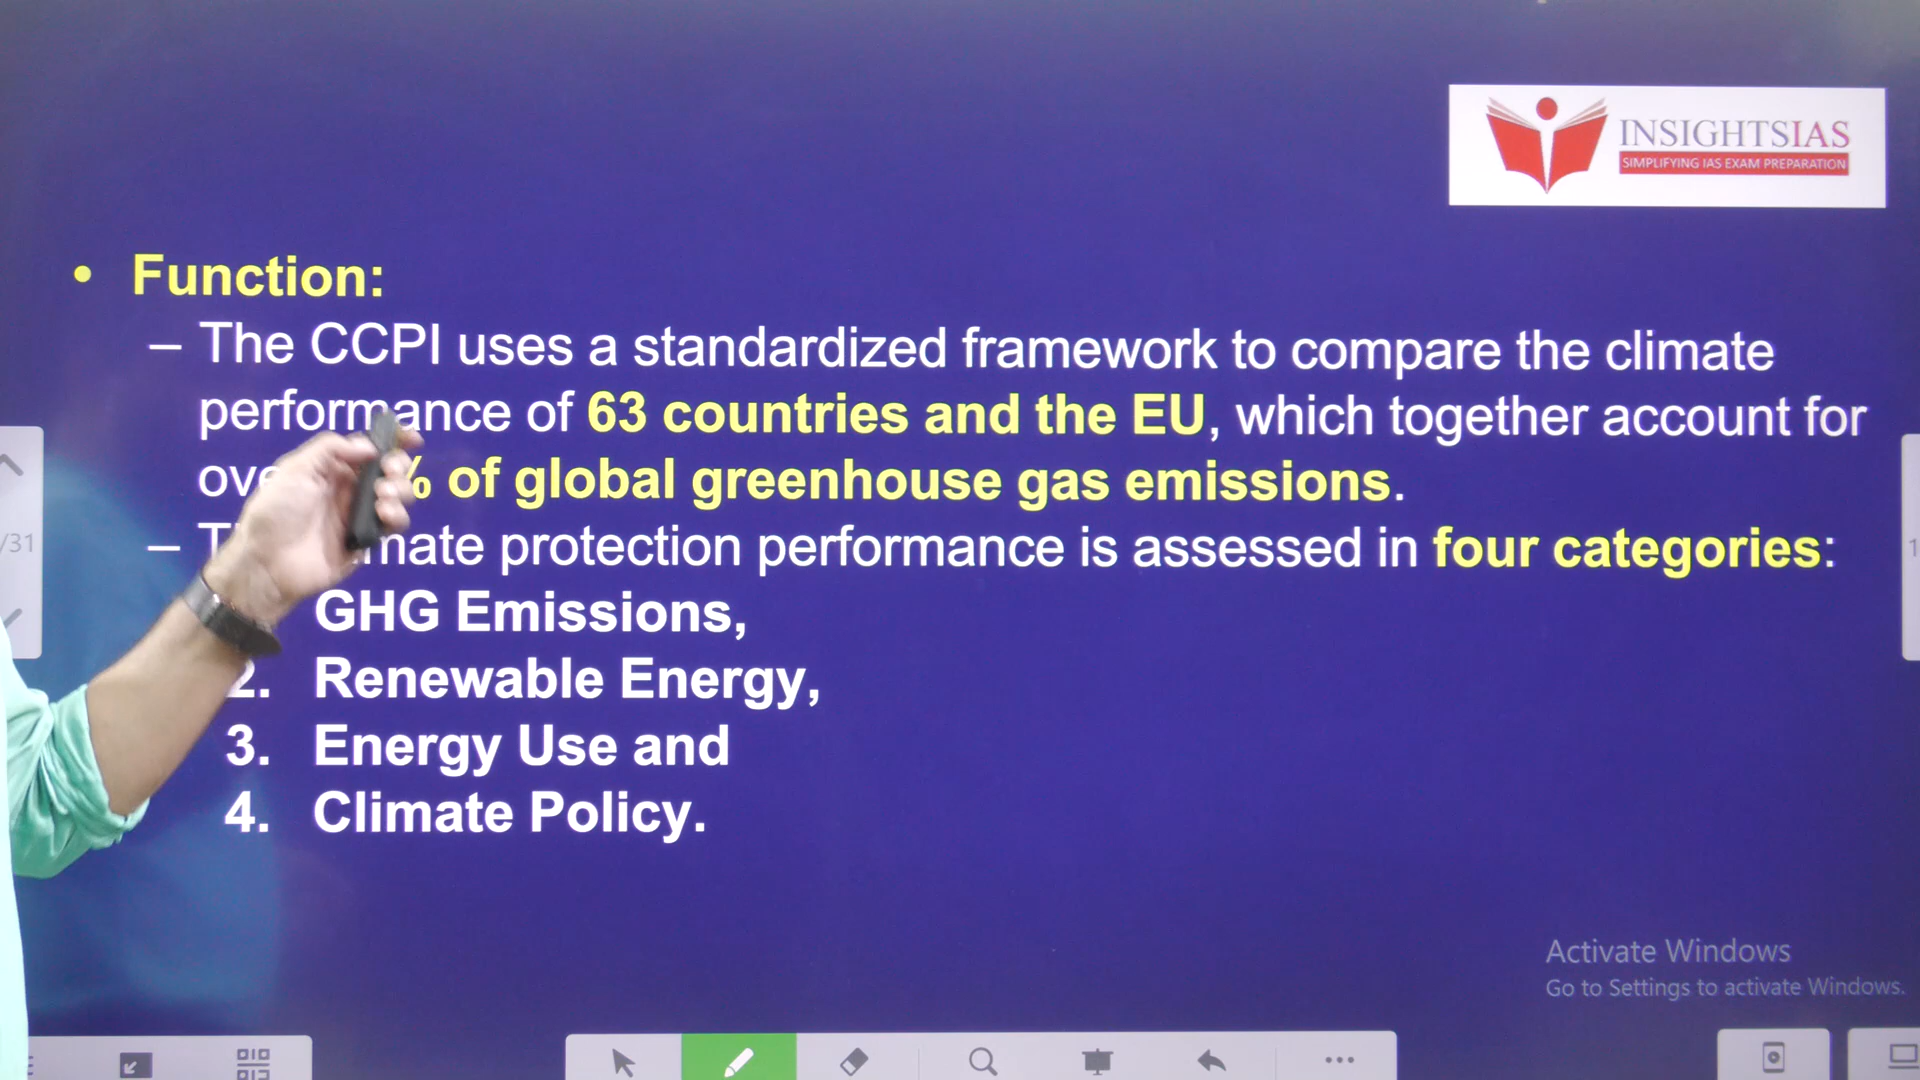 INSIGHTSIAS
SIMPLIFYING IAS EXAM PREPARATION
• Function:
– The CCPI uses a standardized framework to compare the climate
performance of 63 countries and the EU, which together account for
% of global greenhouse gas emissions.
– protection performance is assessed in four categories:
GHG Emissions,
2. Renewable Energy,
3. Energy Use and
4. Climate Policy.
/31
Activate Windows
Go to Settings to activate Windows.